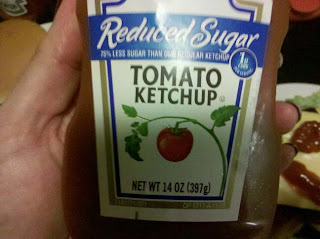 Reduced Sugar
75% LESS SUGAR THAN OUR REGULAR KETCHUP
TOMATO
KETCHUP
NET WT 14 OZ (397g)